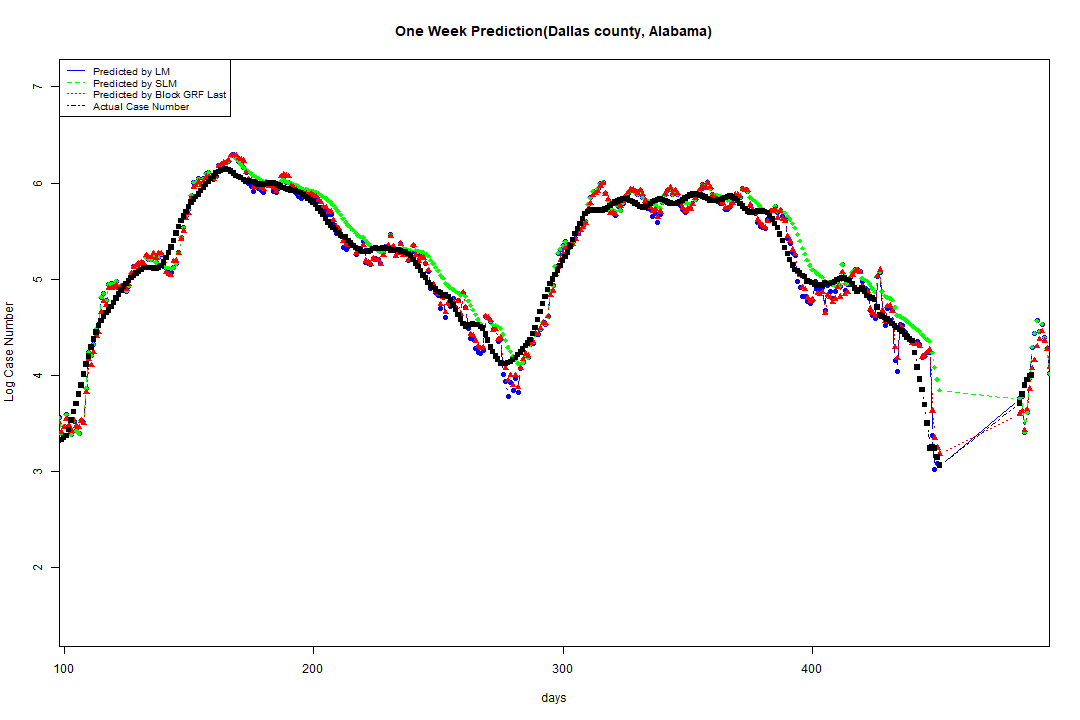 One Week Prediction(Dallas county, Alabama)
Predicted by LM
Predicted by SLM
Predicted by Block GRF Last
Actual Case Number
7
6
5
4
3
2
Log Case Number
100 200 300 400
days